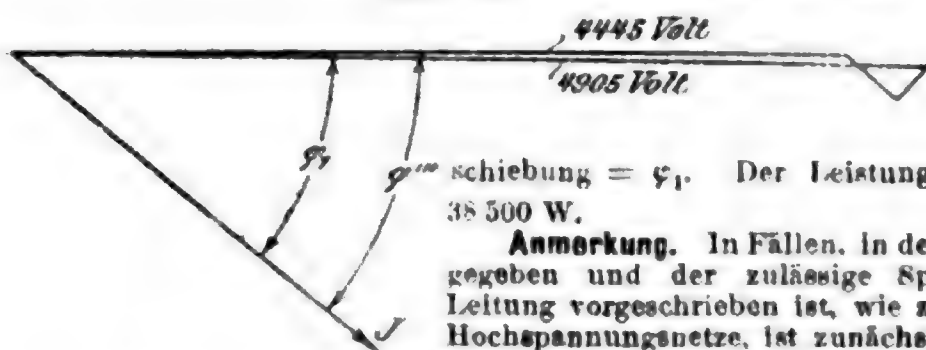 4445 Volt
4905 Volt
φ₁
φ'''
J
schiebung = φ₁. Der Leistung
38 500 W.
Anmerkung. In Fällen, in de
gegeben und der zulässige Sp
Leitung vorgeschrieben ist, wie z
Hochspannungsnetze, ist zunächs